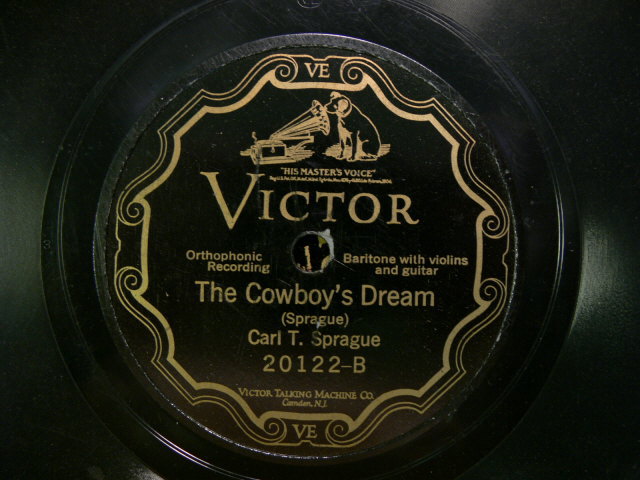 VE
"HIS MASTER'S VOICE"
VICTOR
Orthophonic
Recording
Baritone with violins
and guitar
The Cowboy's Dream
(Sprague)
Carl T. Sprague
20122-B
VICTOR TALKING MACHINE CO.
Camden, N.J.
VE